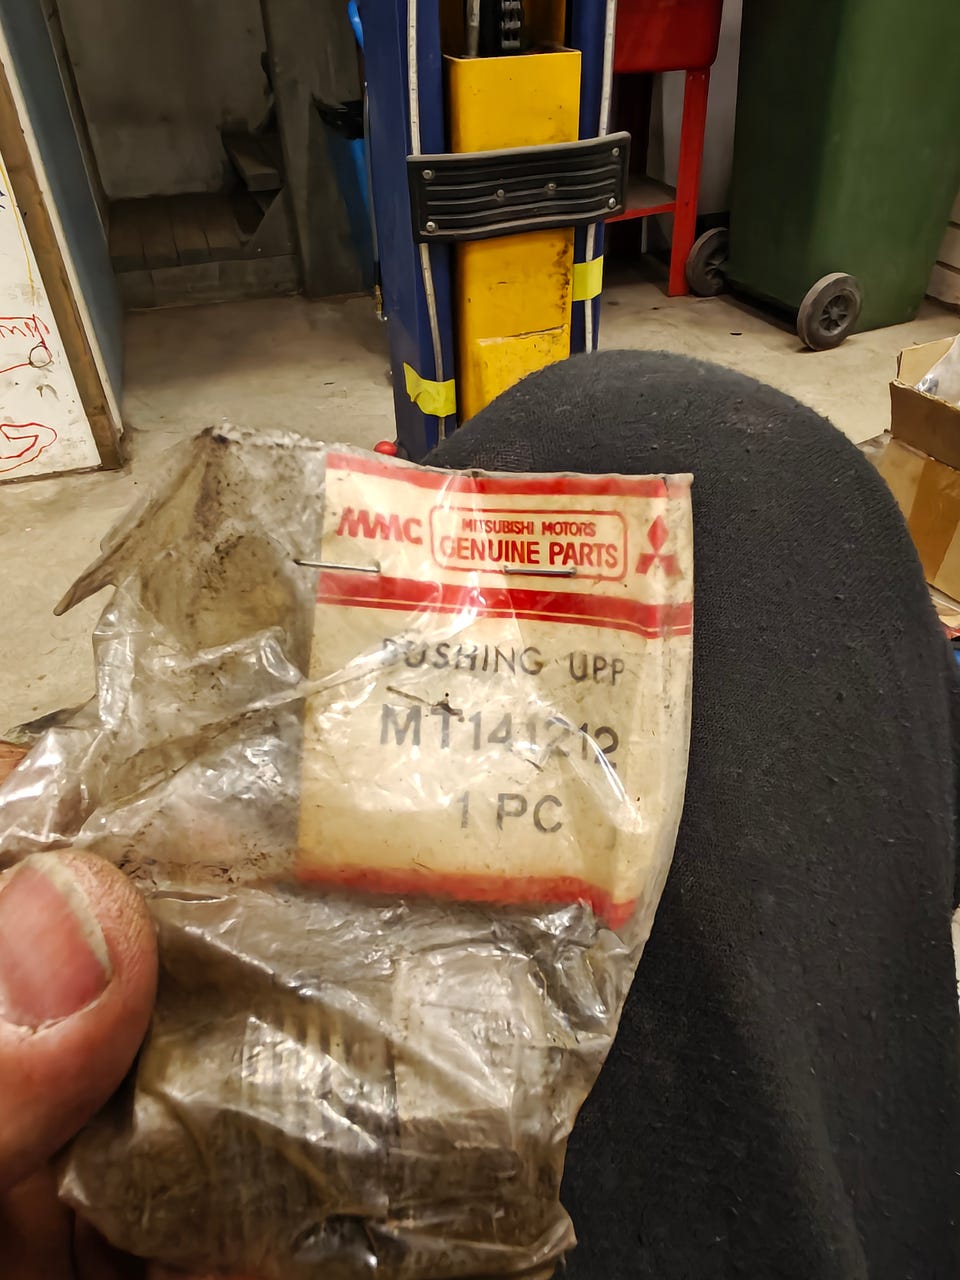 MMC
MITSUBISHI MOTORS
GENUINE PARTS
BUSHING UPP
MT141212
1 PC